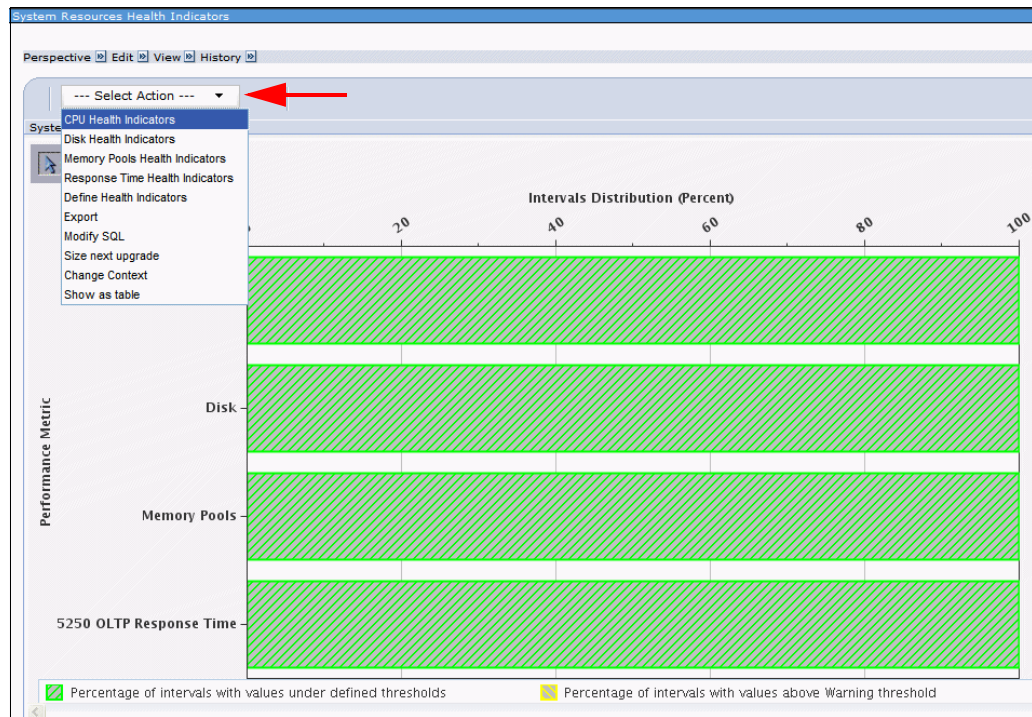 System Resources Health Indicators
Perspective Edit View History
--- Select Action ---
CPU Health Indicators
Syste
Disk Health Indicators
Memory Pools Health Indicators
Response Time Health Indicators
Define Health Indicators
Export
Modify SQL
Size next upgrade
Change Context
Show as table
Intervals Distribution (Percent)
20 40 60 80 100
Performance Metric
Disk
Memory Pools
5250 OLTP Response Time
Percentage of intervals with values under defined thresholds Percentage of intervals with values above Warning threshold